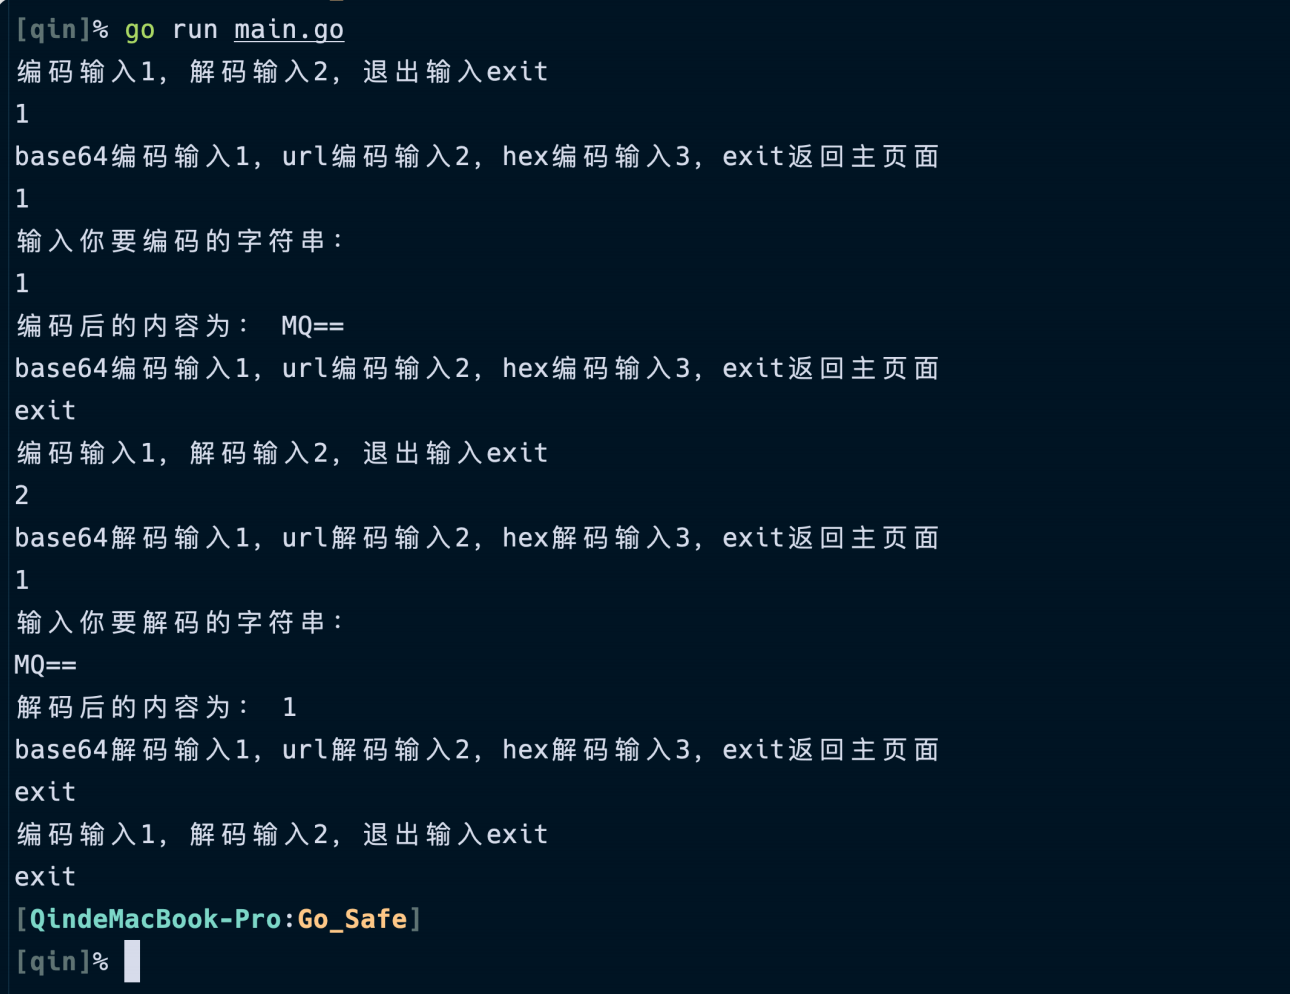 [qin]% go run main.go
编码输入1, 解码输入2, 退出输入exit
1
base64编码输入1, url编码输入2, hex编码输入3, exit返回主页面
1
输入你要编码的字符串:
1
编码后的内容为: MQ==
base64编码输入1, url编码输入2, hex编码输入3, exit返回主页面
exit
编码输入1, 解码输入2, 退出输入exit
2
base64解码输入1, url解码输入2, hex解码输入3, exit返回主页面
1
输入你要解码的字符串:
MQ==
解码后的内容为: 1
base64解码输入1, url解码输入2, hex解码输入3, exit返回主页面
exit
编码输入1, 解码输入2, 退出输入exit
exit
[QindeMacBook-Pro:Go_Safe]
[qin]%